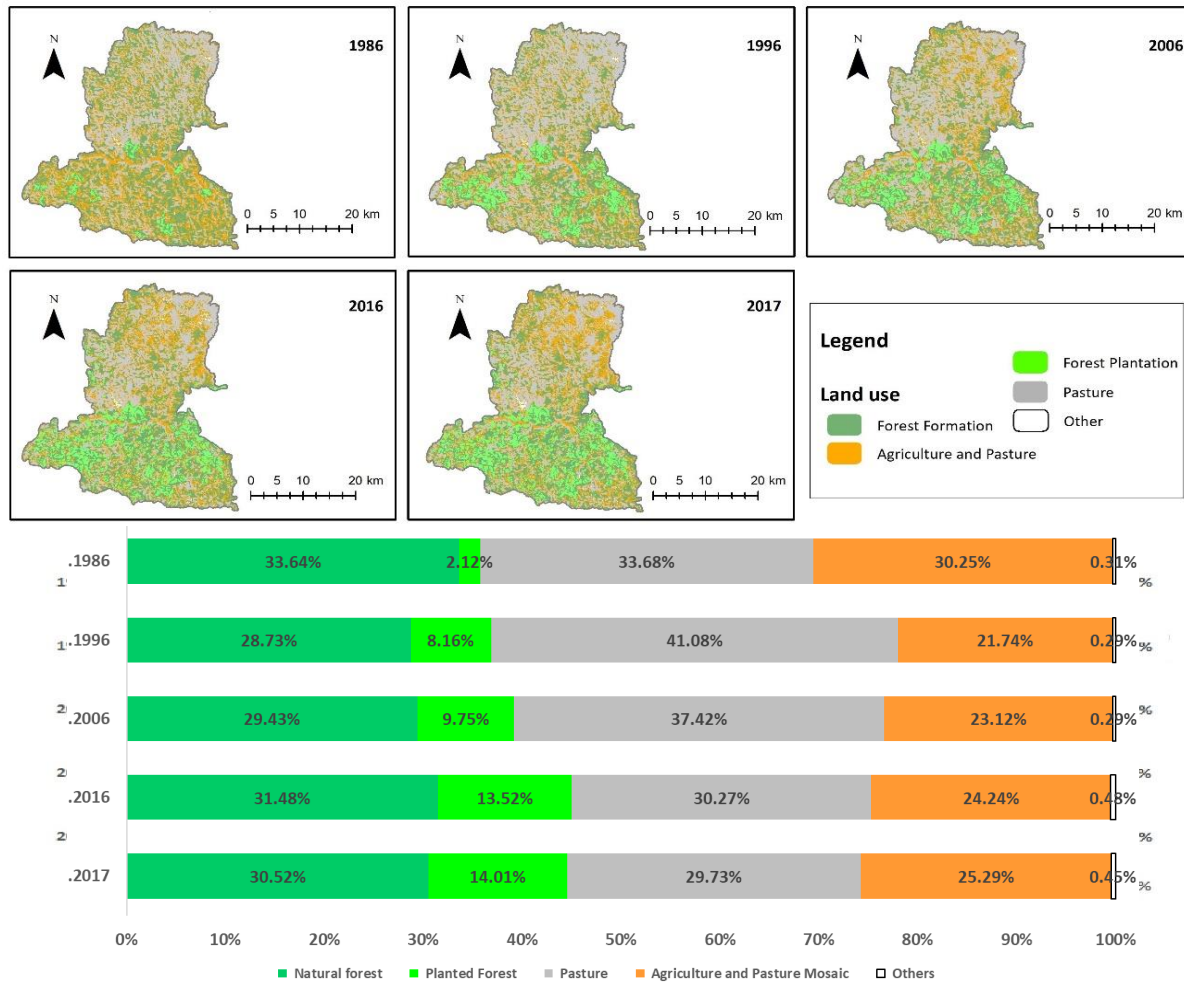 N
1986
0 5 10 20 km
N
1996
0 5 10 20 km
N
2006
0 5 10 20 km
N
2016
0 5 10 20 km
N
2017
0 5 10 20 km
Legend
Land use
Forest Formation
Agriculture and Pasture
Forest Plantation
Pasture
Other
.1986 33.64% 2.12% 33.68% 30.25% 0.31%
%
.1996 28.73% 8.16% 41.08% 21.74% 0.29%
%
.2006 29.43% 9.75% 37.42% 23.12% 0.29%
%
.2016 31.48% 13.52% 30.27% 24.24% 0.48%
%
.2017 30.52% 14.01% 29.73% 25.29% 0.45%
%
0% 10% 20% 30% 40% 50% 60% 70% 80% 90% 100%
Natural forest Planted Forest Pasture Agriculture and Pasture Mosaic Others